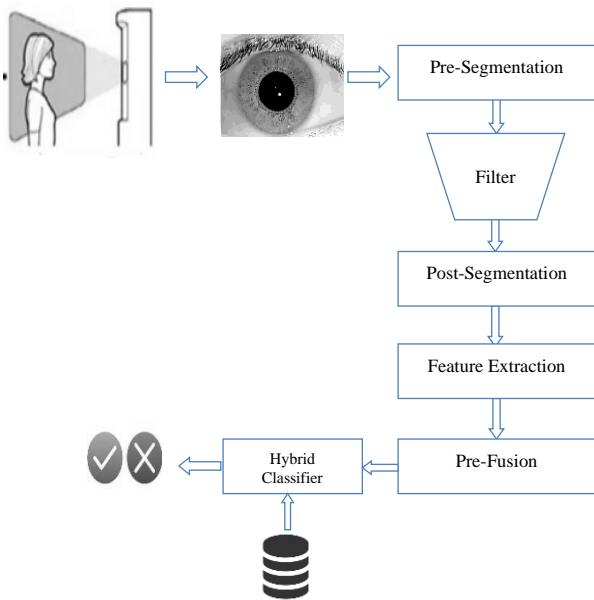 Pre-Segmentation
Filter
Post-Segmentation
Feature Extraction
Pre-Fusion
Hybrid
Classifier